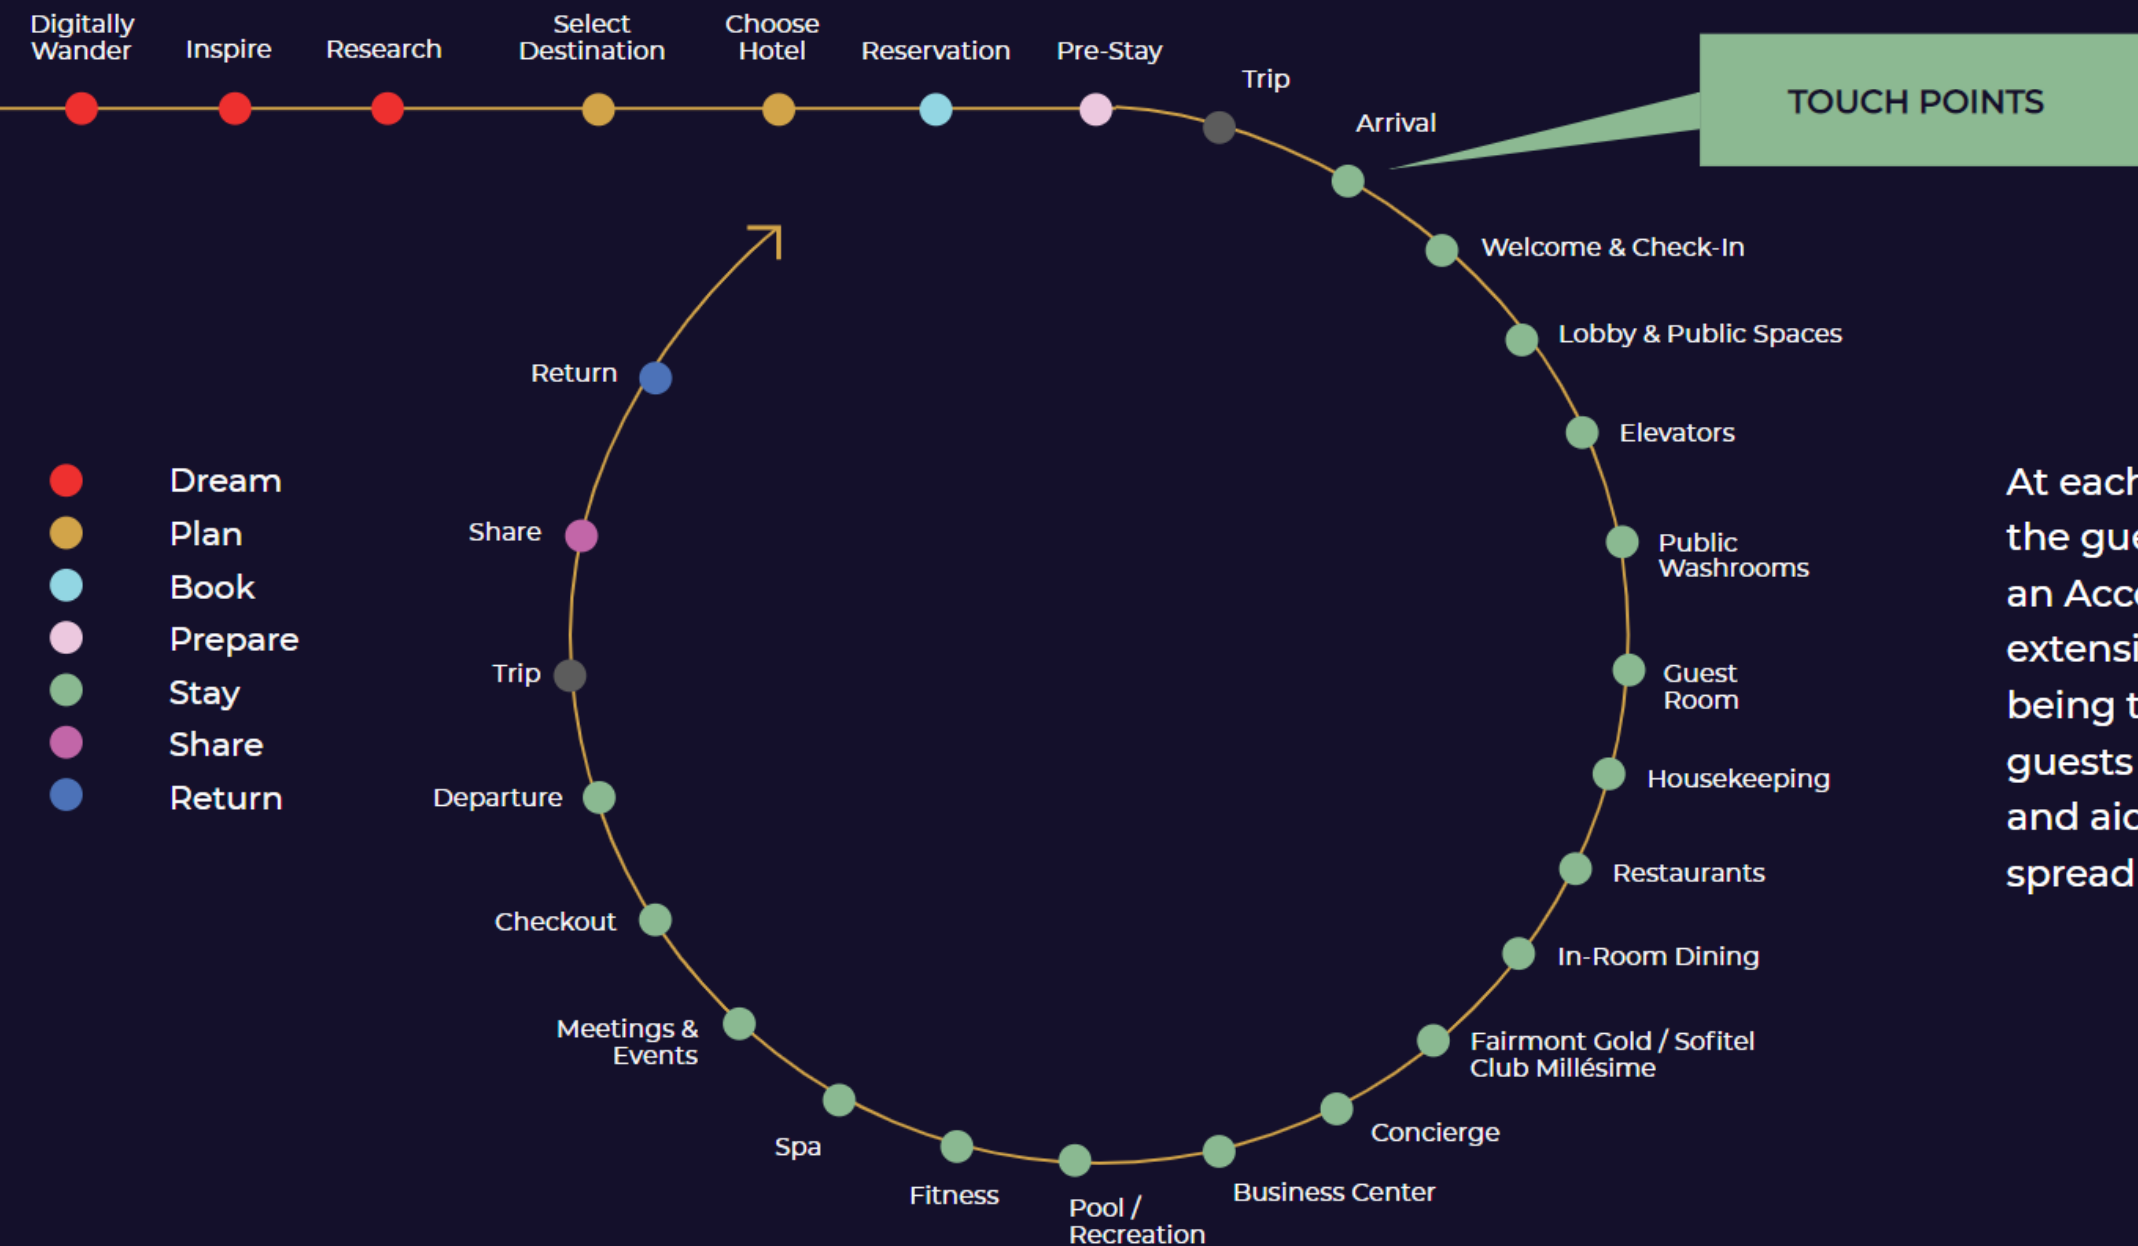 Digitally
Wander
Inspire
Research
Select
Destination
Choose
Hotel
Reservation
Pre-Stay
Trip
Arrival
TOUCH POINTS
Welcome & Check-In
Lobby & Public Spaces
Elevators
Public
Washrooms
Guest
Room
Housekeeping
Restaurants
In-Room Dining
Fairmont Gold / Sofitel
Club Millésime
Concierge
Business Center
Pool /
Recreation
Fitness
Spa
Meetings &
Events
Checkout
Departure
Trip
Share
Return
Dream
Plan
Book
Prepare
Stay
Share
Return
At each
the gue
an Acc
extensi
being t
guests
and aid
spread